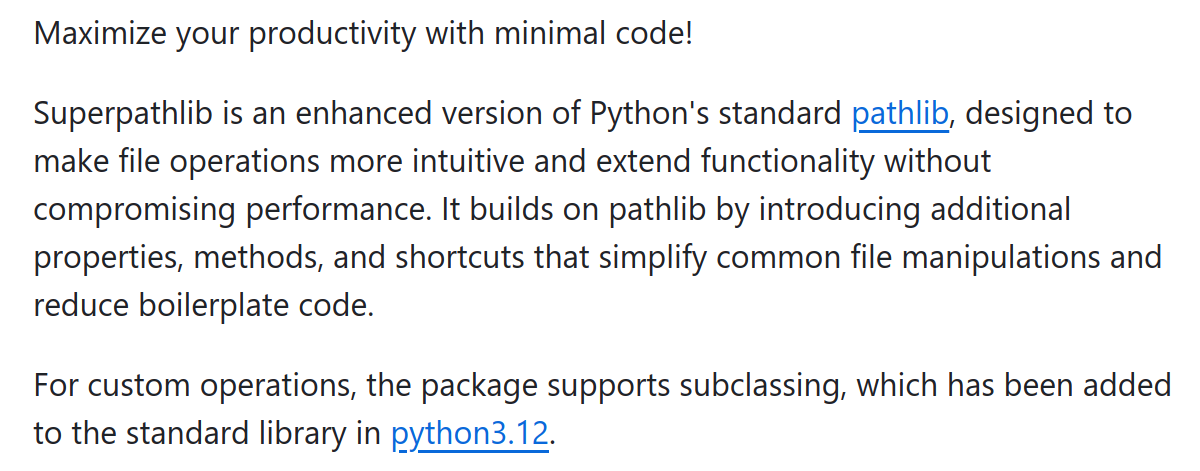 Maximize your productivity with minimal code!
Superpathlib is an enhanced version of Python's standard pathlib, designed to
make file operations more intuitive and extend functionality without
compromising performance. It builds on pathlib by introducing additional
properties, methods, and shortcuts that simplify common file manipulations and
reduce boilerplate code.
For custom operations, the package supports subclassing, which has been added
to the standard library in python3.12.